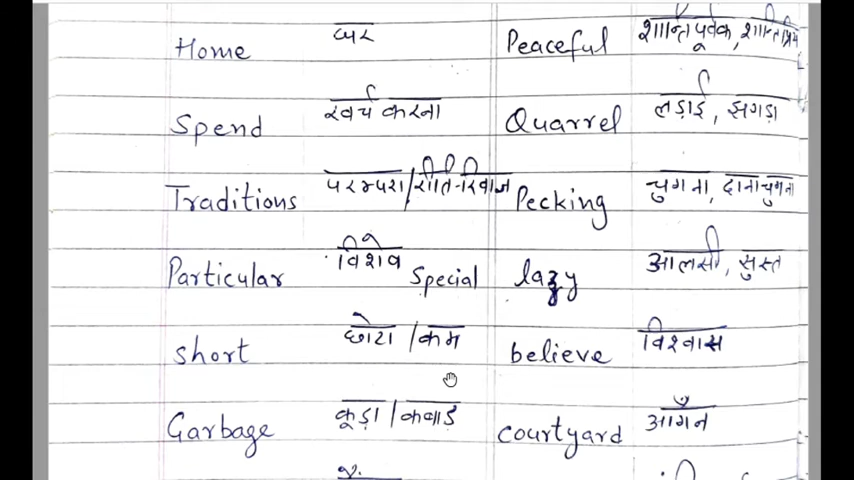 Home घर Peaceful शान्तिपूर्वक, शान्तिप्रिय
Spend खर्च करना Quarrel लड़ाई, झगड़ा
Traditions परम्परा/रीति-रिवाज Pecking चुगना, दाना चुगना
Particular विशेष Special lazy आलसी, सुस्त
short छोटा/कम believe विश्वास
Garbage कूड़ा/कबाड़ courtyard आँगन